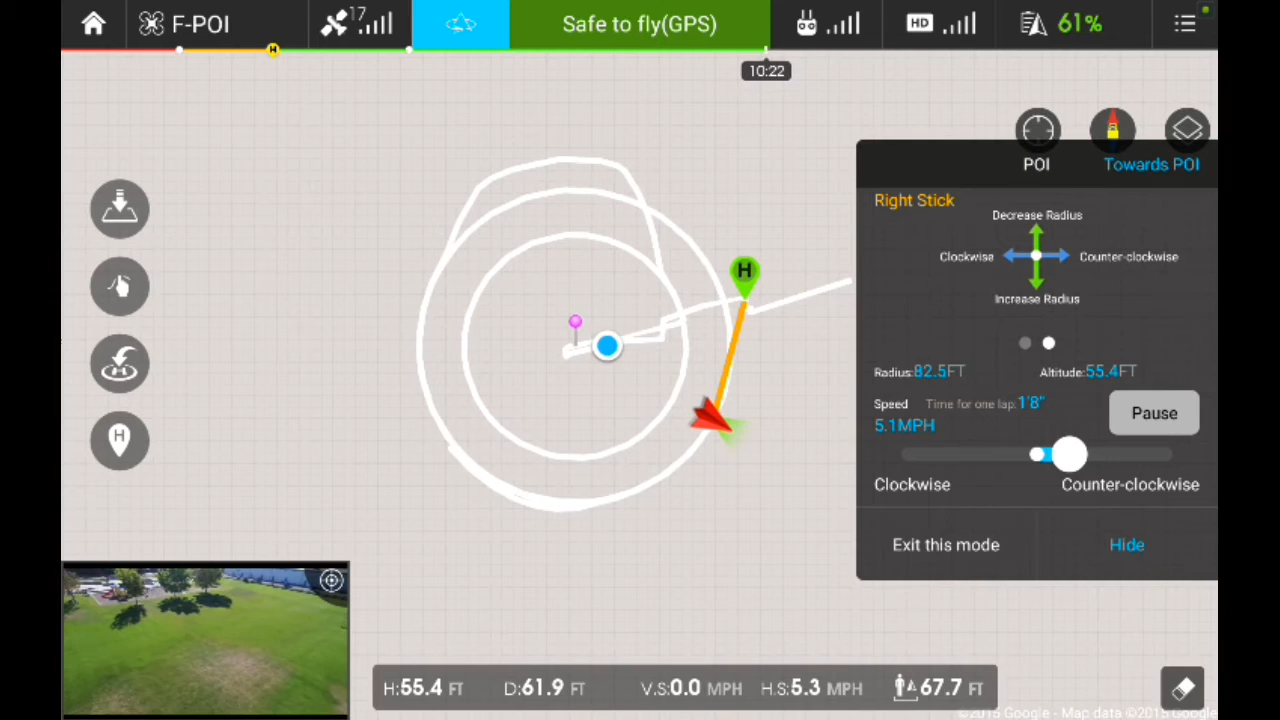 F-POI
17
Safe to fly(GPS)
HD
61%
H
10:22
POI
Towards POI
Right Stick
Decrease Radius
Clockwise
Counter-clockwise
Increase Radius
H
Radius:82.5FT
Altitude:55.4FT
Speed
Time for one lap:1'8"
5.1MPH
Pause
H
Clockwise
Counter-clockwise
Exit this mode
Hide
H:55.4 FT
D:61.9 FT
V.S:0.0 MPH
H.S:5.3 MPH
67.7 FT
©2015 Google - Map data ©2015 Google